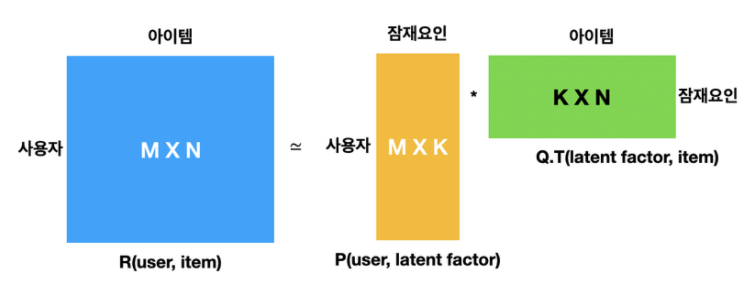 아이템
사용자
M X N
R(user, item)
≃
잠재요인
사용자
M X K
P(user, latent factor)
*
아이템
K X N
잠재요인
Q.T(latent factor, item)